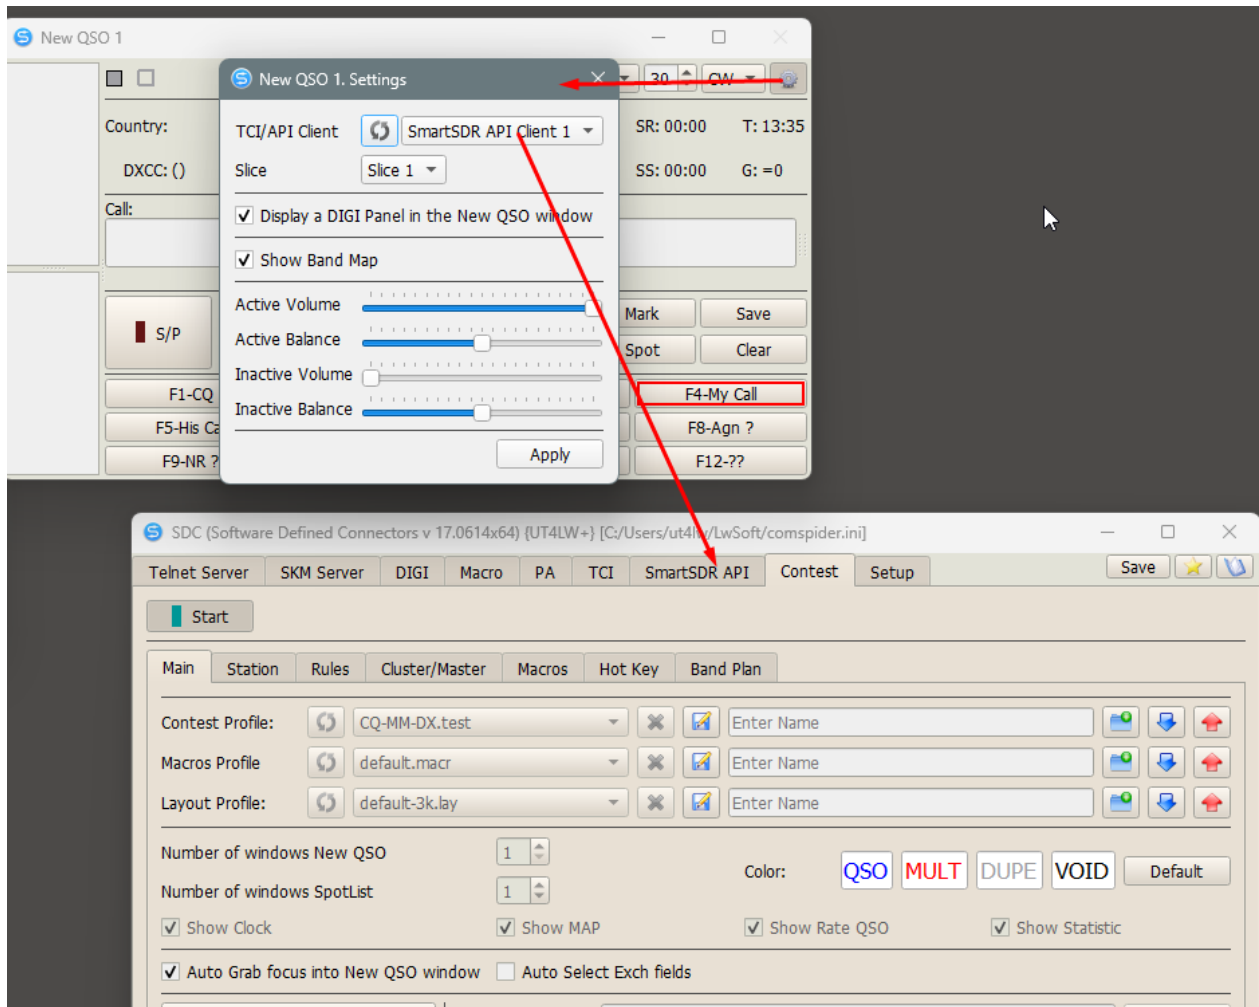 New QSO 1
New QSO 1. Settings
30 CW
Country:
TCI/API Client
SmartSDR API Client 1
SR: 00:00 T: 13:35
DXCC: ()
Slice
Slice 1
SS: 00:00 G: =0
Call:
Display a DIGI Panel in the New QSO window
Show Band Map
Active Volume
Mark Save
S/P
Active Balance
Spot Clear
Inactive Volume
F1-CQ
F4-My Call
Inactive Balance
F5-His Ca
F8-Agn ?
Apply
F9-NR ?
F12-??
SDC (Software Defined Connectors v 17.0614x64) {UT4LW+} [C:/Users/ut4lw/LwSoft/comspider.ini]
Telnet Server SKM Server DIGI Macro PA TCI SmartSDR API Contest Setup Save
Start
Main Station Rules Cluster/Master Macros Hot Key Band Plan
Contest Profile: CQ-MM-DX.test Enter Name
Macros Profile default.macr Enter Name
Layout Profile: default-3k.lay Enter Name
Number of windows New QSO 1
Color: QSO MULT DUPE VOID Default
Number of windows SpotList 1
Show Clock Show MAP Show Rate QSO Show Statistic
Auto Grab focus into New QSO window Auto Select Exch fields